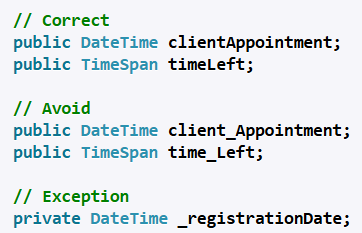 // Correct
public DateTime clientAppointment;
public TimeSpan timeLeft;
// Avoid
public DateTime client_Appointment;
public TimeSpan time_Left;
// Exception
private DateTime _registrationDate;